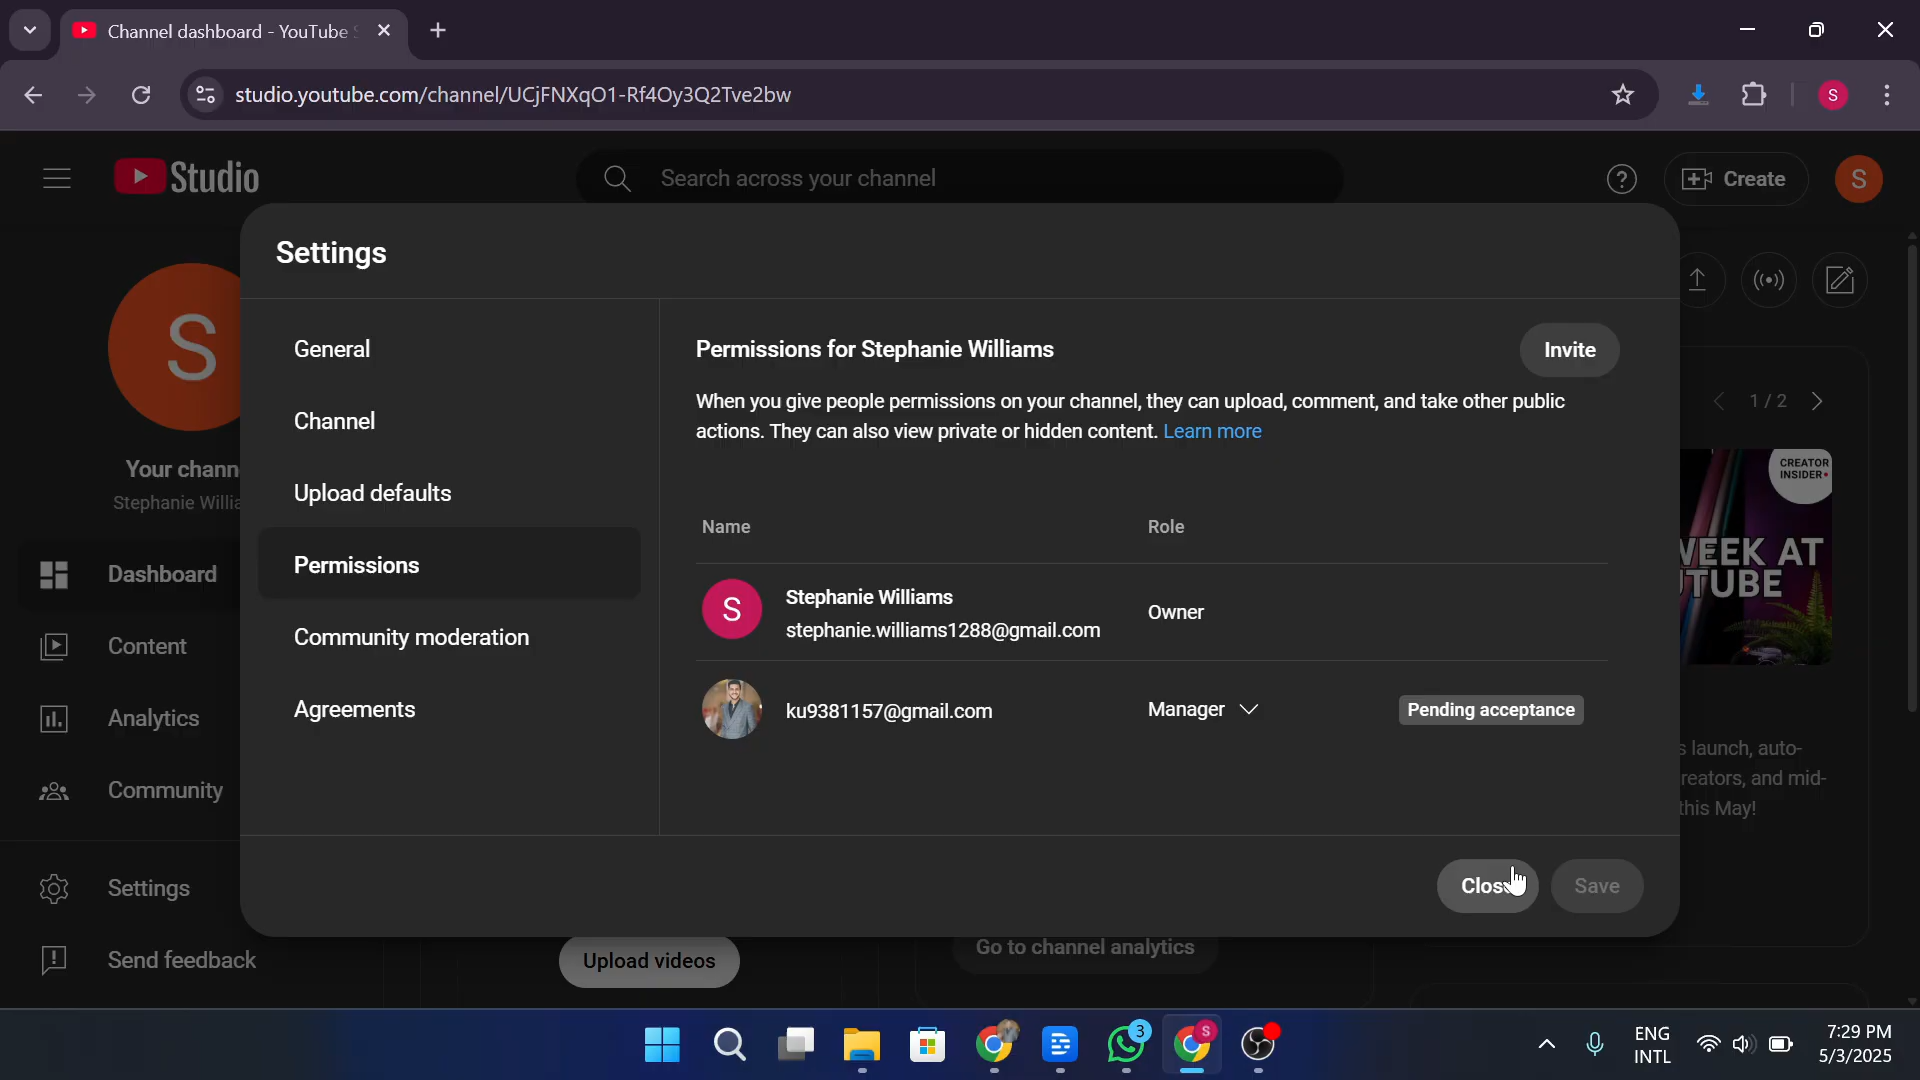 Channel dashboard - YouTube S
studio.youtube.com/channel/UCjFNXqO1-Rf4Oy3Q2Tve2bw
S
Studio
Search across your channel
?
Create
S
Settings
S
Your chann
Stephanie Willia
Dashboard
Content
Analytics
Community
Settings
Send feedback
General
Channel
Upload defaults
Permissions
Community moderation
Agreements
Permissions for Stephanie Williams
Invite
When you give people permissions on your channel, they can upload, comment, and take other public
actions. They can also view private or hidden content. Learn more
Name
Role
S
Stephanie Williams
stephanie.williams1288@gmail.com
Owner
ku9381157@gmail.com
Manager
Pending acceptance
Close
Save
1 / 2
CREATOR
INSIDER
WEEK AT
TUBE
s launch, auto-
reators, and mid-
this May!
Upload videos
Go to channel analytics
3
S
ENG
INTL
7:29 PM
5/3/2025